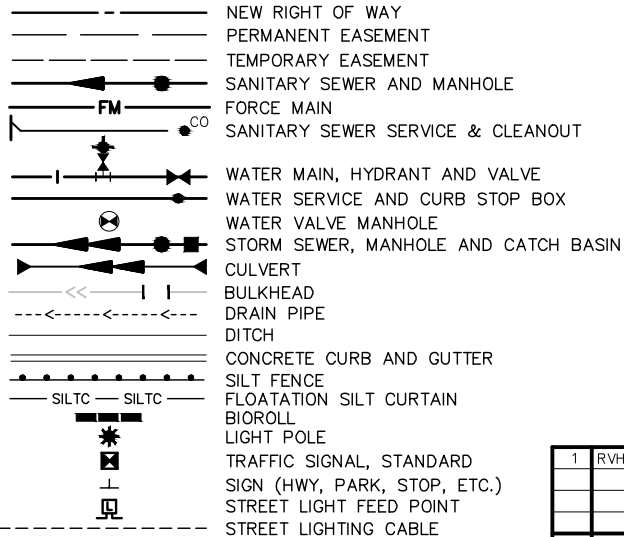 NEW RIGHT OF WAY
PERMANENT EASEMENT
TEMPORARY EASEMENT
SANITARY SEWER AND MANHOLE
FM FORCE MAIN
CO SANITARY SEWER SERVICE & CLEANOUT
WATER MAIN, HYDRANT AND VALVE
WATER SERVICE AND CURB STOP BOX
WATER VALVE MANHOLE
STORM SEWER, MANHOLE AND CATCH BASIN
CULVERT
BULKHEAD
DRAIN PIPE
DITCH
CONCRETE CURB AND GUTTER
SILT FENCE
SILTC SILTC FLOATATION SILT CURTAIN
BIOROLL
LIGHT POLE
TRAFFIC SIGNAL, STANDARD
SIGN (HWY, PARK, STOP, ETC.)
L STREET LIGHT FEED POINT
STREET LIGHTING CABLE
1 RVH